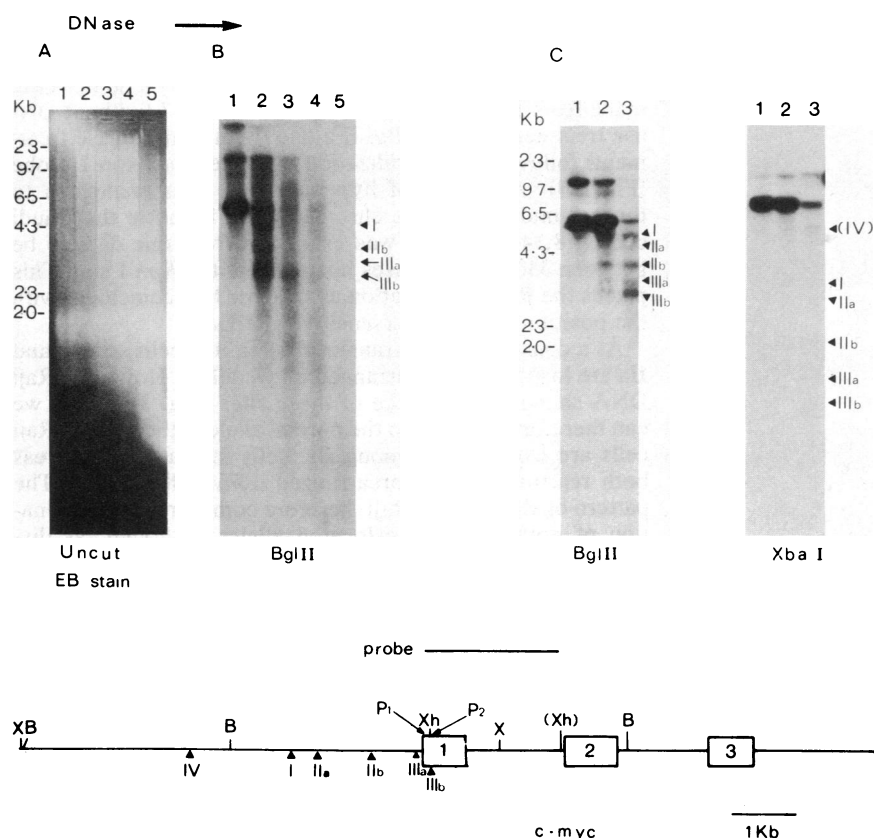 DNase
A B C
1 2 3 4 5
Kb
23-
9·7-
6·5-
4·3-
2·3-
2·0-
Uncut
EB stain
1 2 3 4 5
I
IIb
IIIa
IIIb
BglII
1 2 3
Kb
2·3-
9·7-
6·5-
4·3-
2·3-
2·0-
I
IIa
IIb
IIIa
IIIb
BglII
1 2 3
(IV)
I
IIa
IIb
IIIa
IIIb
Xba I
probe
P1 Xh P2
XB B X (Xh) B
1 2 3
IV I IIa IIb IIIa
IIIb
c-myc 1Kb